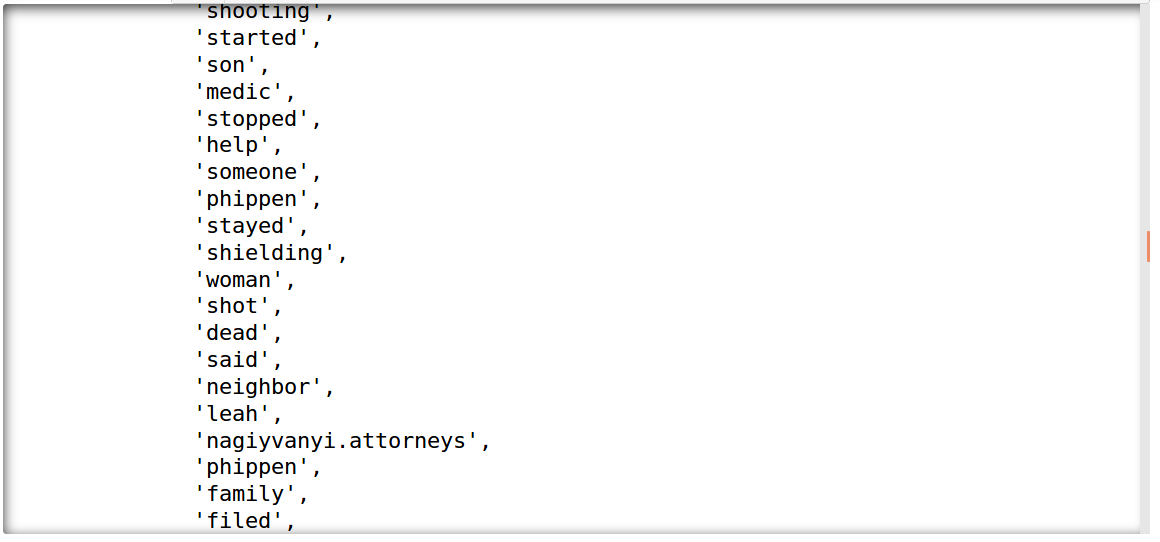 'shooting',
'started',
'son',
'medic',
'stopped',
'help',
'someone',
'phippen',
'stayed',
'shielding',
'woman',
'shot',
'dead',
'said',
'neighbor',
'leah',
'nagiyvanyi.attorneys',
'phippen',
'family',
'filed',